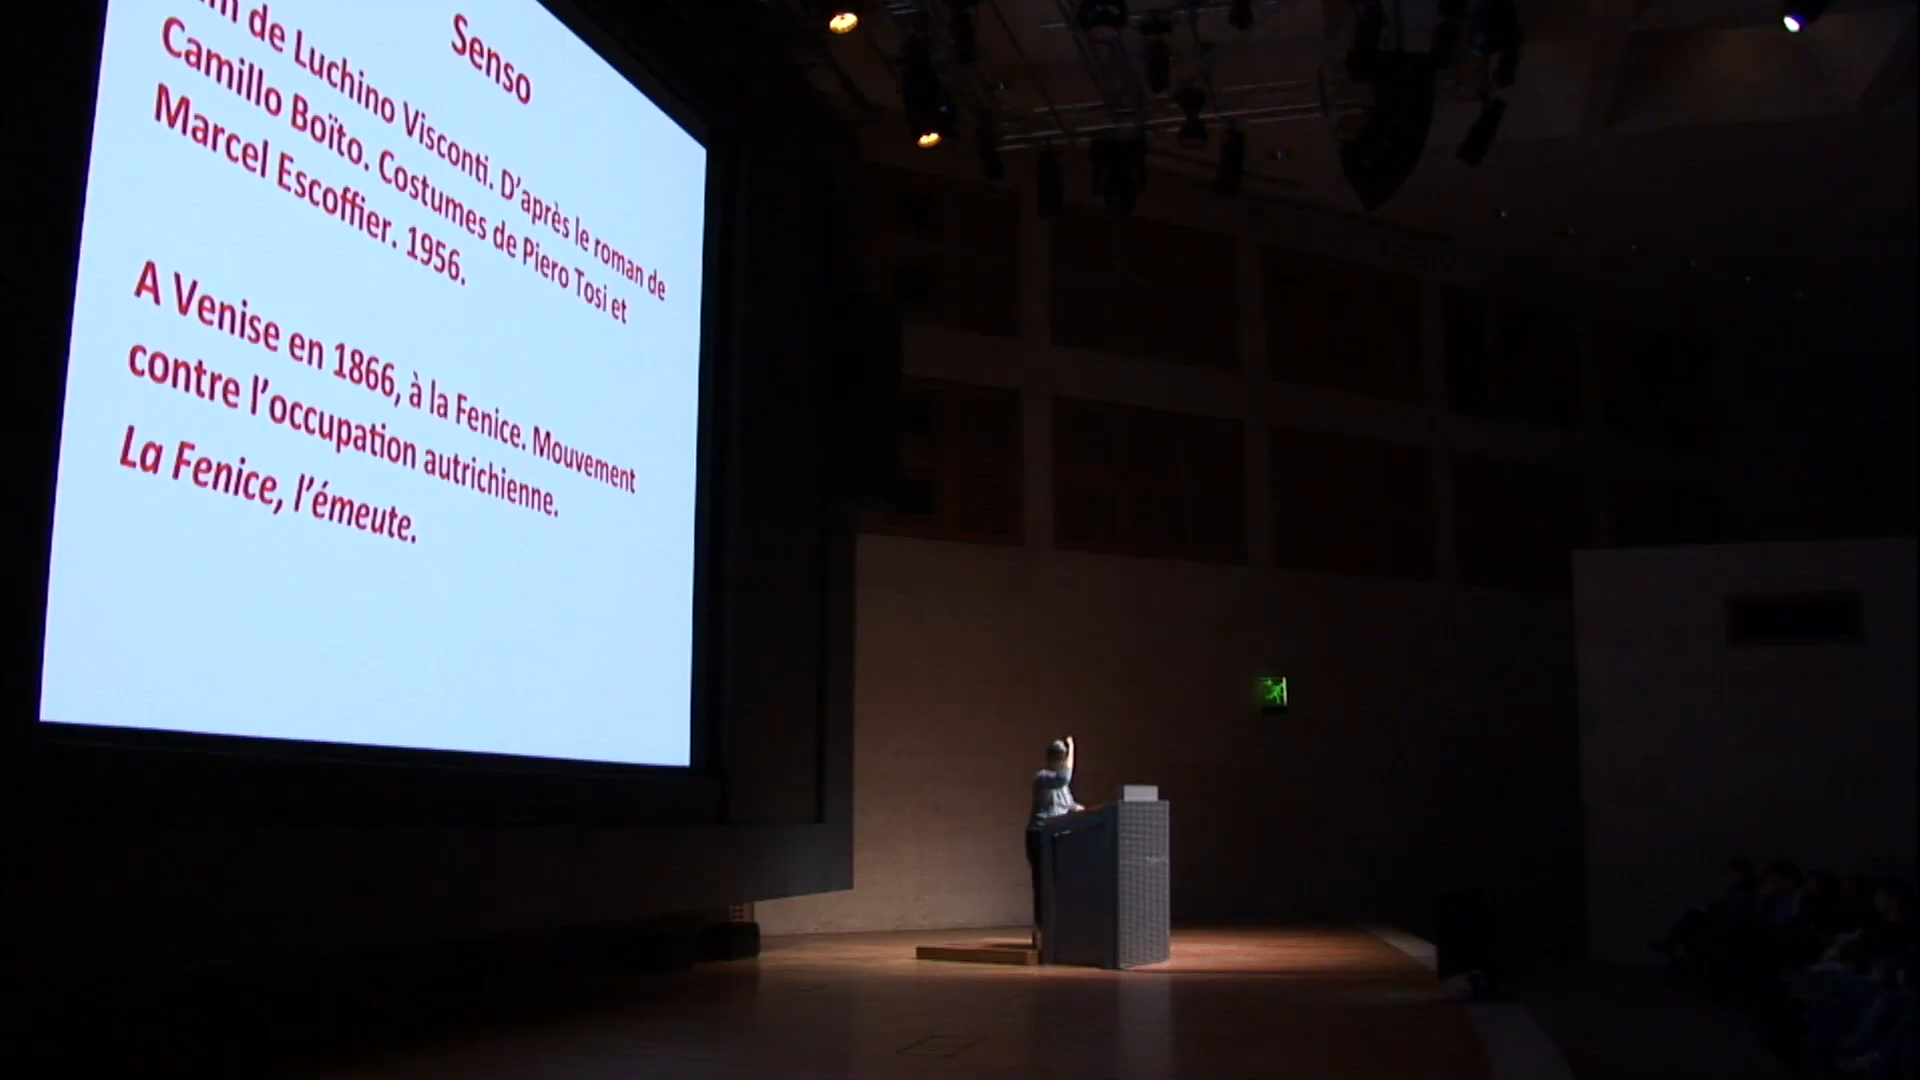 Senso
de Luchino Visconti. D'après le roman de
Camillo Boïto. Costumes de Piero Tosi et
Marcel Escoffier. 1956.
A Venise en 1866, à la Fenice. Mouvement
contre l'occupation autrichienne.
La Fenice, l'émeute.